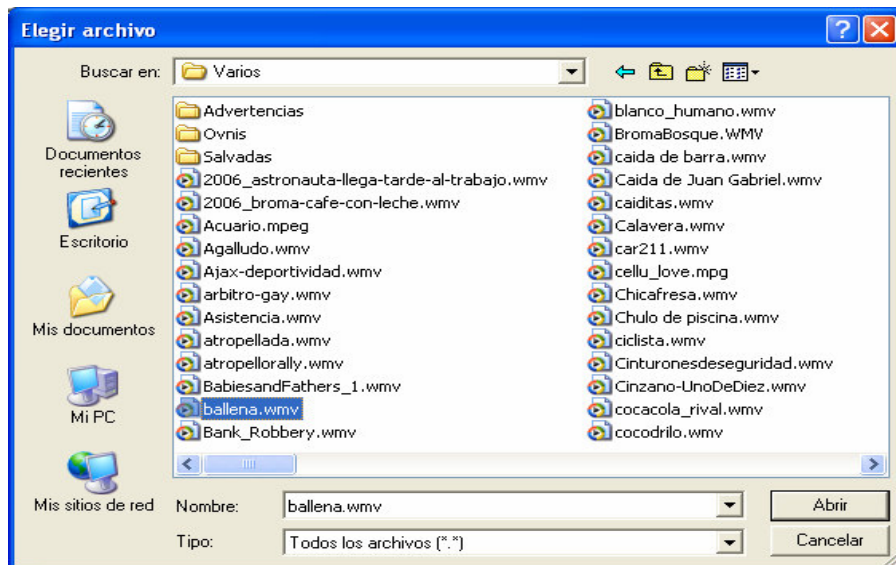 Elegir archivo
Buscar en:
Varios
Documentos
recientes
Escritorio
Mis documentos
Mi PC
Mis sitios de red
Advertencias
Ovnis
Salvadas
2006_astronauta-llega-tarde-al-trabajo.wmv
2006_broma-cafe-con-leche.wmv
Acuario.mpeg
Agalludo.wmv
Ajax-deportividad.wmv
arbitro-gay.wmv
Asistencia.wmv
atropellada.wmv
atropellorally.wmv
BabiesandFathers_1.wmv
ballena.wmv
Bank_Robbery.wmv
blanco_humano.wmv
BromaBosque.WMV
caida de barra.wmv
Caida de Juan Gabriel.wmv
caiditas.wmv
Calavera.wmv
car211.wmv
cellu_love.mpg
Chicafresa.wmv
Chulo de piscina.wmv
ciclista.wmv
Cinturonesdeseguridad.wmv
Cinzano-UnoDeDiez.wmv
cocacola_rival.wmv
cocodrilo.wmv
Nombre:
ballena.wmv
Abrir
Tipo:
Todos los archivos (*.*)
Cancelar